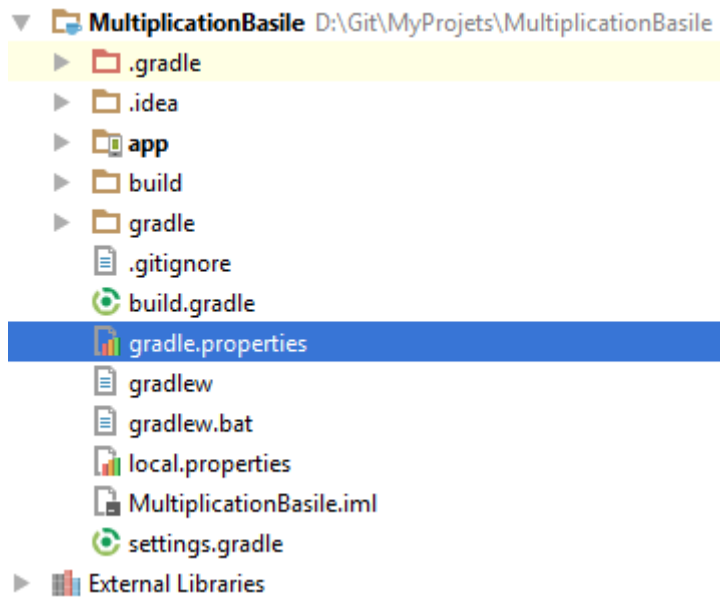 MultiplicationBasile D:\Git\MyProjets\MultiplicationBasile
.gradle
.idea
app
build
gradle
.gitignore
build.gradle
gradle.properties
gradlew
gradlew.bat
local.properties
MultiplicationBasile.iml
settings.gradle
External Libraries